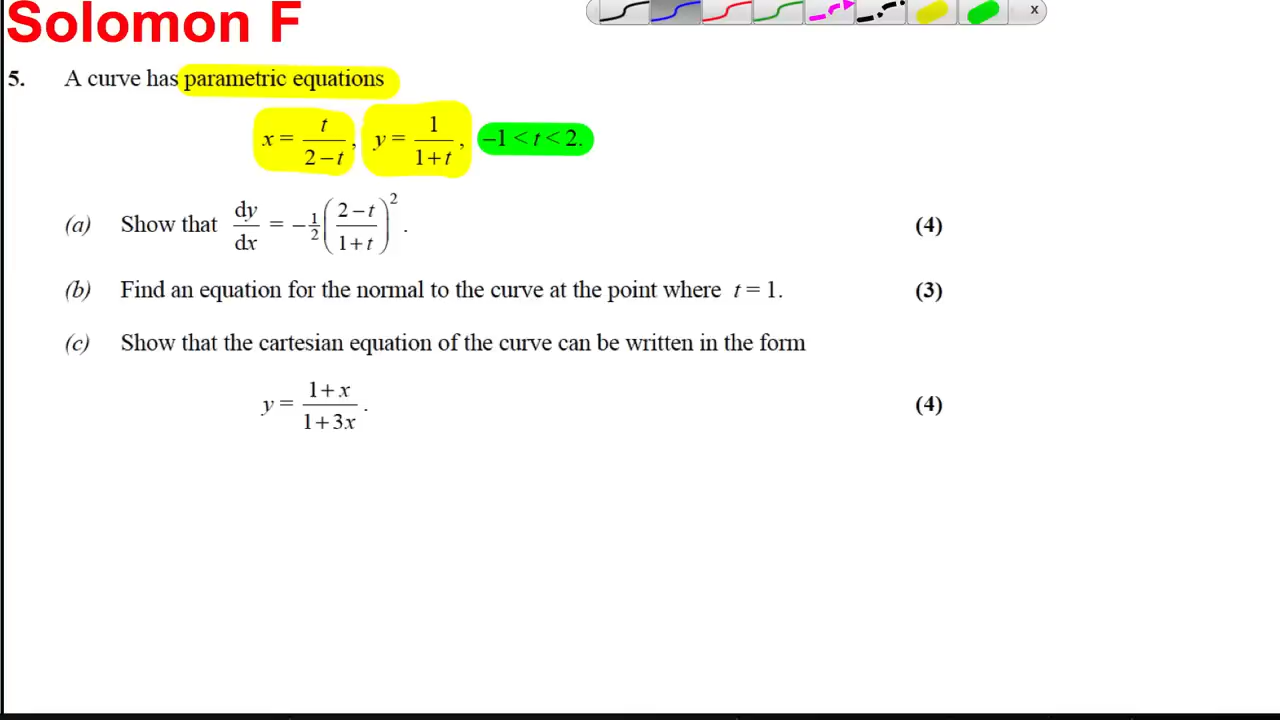 Solomon F
x
5. A curve has parametric equations
x = t/(2 − t), y = 1/(1 + t), −1 < t < 2.
(a) Show that dy/dx = −½((2 − t)/(1 + t))². (4)
(b) Find an equation for the normal to the curve at the point where t = 1. (3)
(c) Show that the cartesian equation of the curve can be written in the form
y = (1 + x)/(1 + 3x). (4)